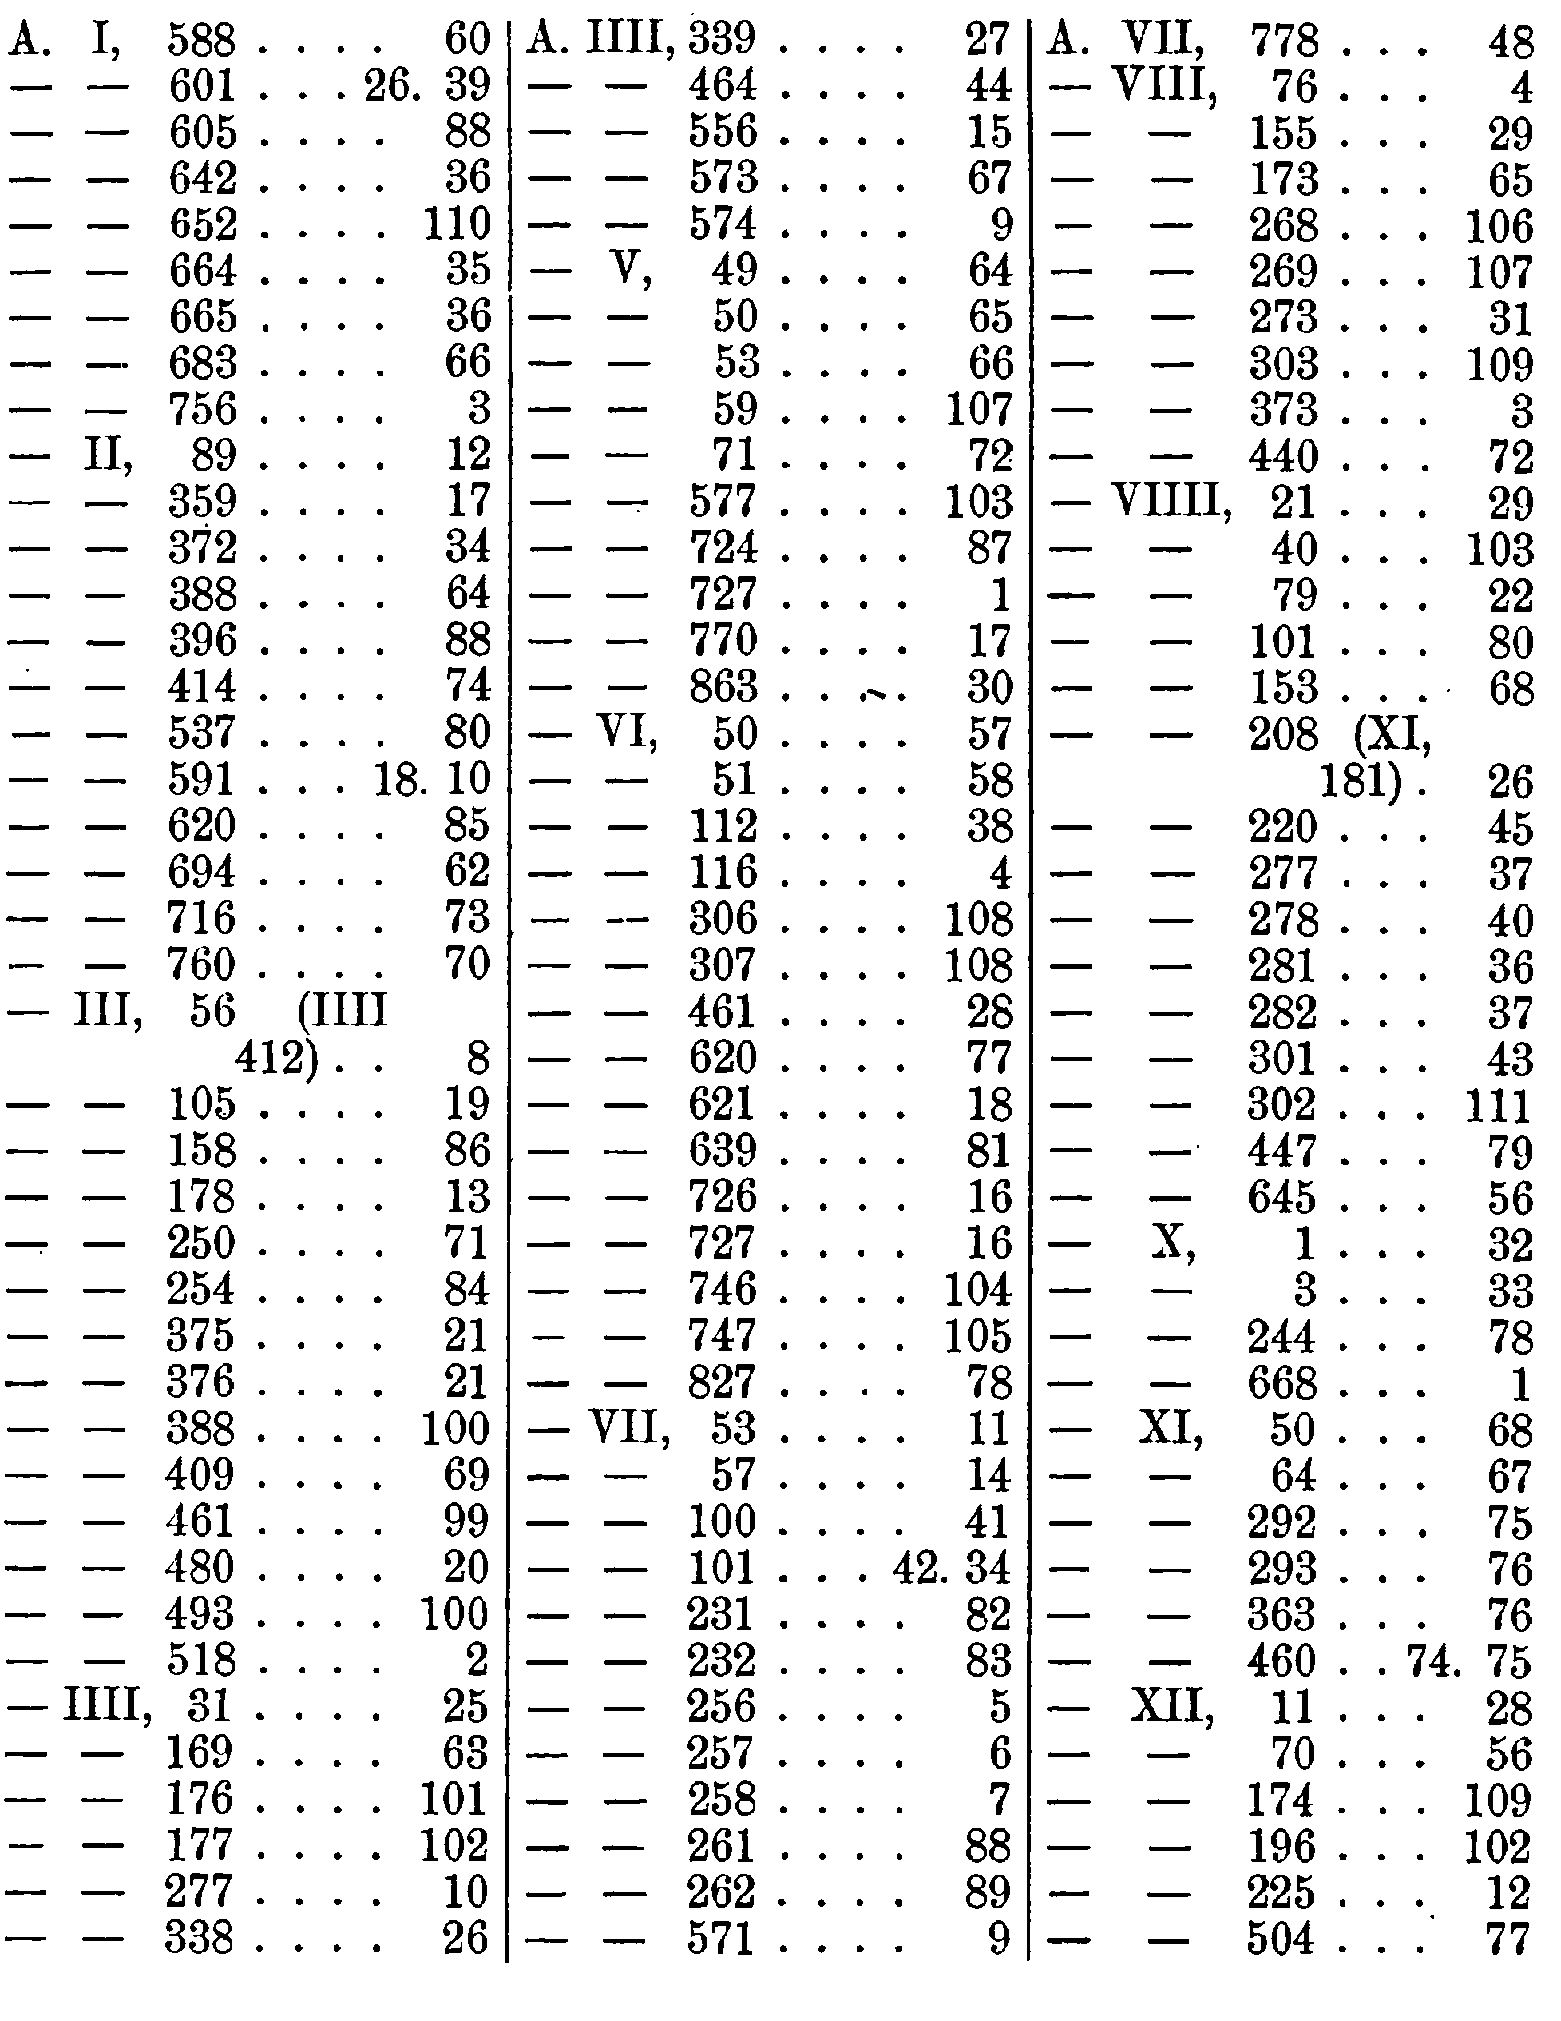 A. I, 588 . . . . 60
— — 601 . . . 26. 39
— — 605 . . . . 88
— — 642 . . . . 36
— — 652 . . . . 110
— — 664 . . . . 35
— — 665 . . . . 36
— — 683 . . . . 66
— — 756 . . . . 3
— II, 89 . . . . 12
— — 359 . . . . 17
— — 372 . . . . 34
— — 388 . . . . 64
— — 396 . . . . 88
— — 414 . . . . 74
— — 537 . . . . 80
— — 591 . . . 18. 10
— — 620 . . . . 85
— — 694 . . . . 62
— — 716 . . . . 73
— — 760 . . . . 70
— III, 56 (IIII
412) . . 8
— — 105 . . . . 19
— — 158 . . . . 86
— — 178 . . . . 13
— — 250 . . . . 71
— — 254 . . . . 84
— — 375 . . . . 21
— — 376 . . . . 21
— — 388 . . . . 100
— — 409 . . . . 69
— — 461 . . . . 99
— — 480 . . . . 20
— — 493 . . . . 100
— — 518 . . . . 2
— IIII, 31 . . . . 25
— — 169 . . . . 63
— — 176 . . . . 101
— — 177 . . . . 102
— — 277 . . . . 10
— — 338 . . . . 26
A. IIII, 339 . . . . 27
— — 464 . . . . 44
— — 556 . . . . 15
— — 573 . . . . 67
— — 574 . . . . 9
— V, 49 . . . . 64
— — 50 . . . . 65
— — 53 . . . . 66
— — 59 . . . . 107
— — 71 . . . . 72
— — 577 . . . . 103
— — 724 . . . . 87
— — 727 . . . . 1
— — 770 . . . . 17
— — 863 . . . . 30
— VI, 50 . . . . 57
— — 51 . . . . 58
— — 112 . . . . 38
— — 116 . . . . 4
— — 306 . . . . 108
— — 307 . . . . 108
— — 461 . . . . 28
— — 620 . . . . 77
— — 621 . . . . 18
— — 639 . . . . 81
— — 726 . . . . 16
— — 727 . . . . 16
— — 746 . . . . 104
— — 747 . . . . 105
— — 827 . . . . 78
— VII, 53 . . . . 11
— — 57 . . . . 14
— — 100 . . . . 41
— — 101 . . . 42. 34
— — 231 . . . . 82
— — 232 . . . . 83
— — 256 . . . . 5
— — 257 . . . . 6
— — 258 . . . . 7
— — 261 . . . . 88
— — 262 . . . . 89
— — 571 . . . . 9
A. VII, 778 . . . 48
— VIII, 76 . . . 4
— — 155 . . . 29
— — 173 . . . 65
— — 268 . . . 106
— — 269 . . . 107
— — 273 . . . 31
— — 303 . . . 109
— — 373 . . . 3
— — 440 . . . 72
— VIIII, 21 . . . 29
— — 40 . . . 103
— — 79 . . . 22
— — 101 . . . 80
— — 153 . . . 68
— — 208 (XI,
181) . 26
— — 220 . . . 45
— — 277 . . . 37
— — 278 . . . 40
— — 281 . . . 36
— — 282 . . . 37
— — 301 . . . 43
— — 302 . . . 111
— — 447 . . . 79
— — 645 . . . 56
— X, 1 . . . 32
— — 3 . . . 33
— — 244 . . . 78
— — 668 . . . 1
— XI, 50 . . . 68
— — 64 . . . 67
— — 292 . . . 75
— — 293 . . . 76
— — 363 . . . 76
— — 460 . . 74. 75
— XII, 11 . . . 28
— — 70 . . . 56
— — 174 . . . 109
— — 196 . . . 102
— — 225 . . . 12
— — 504 . . . 77